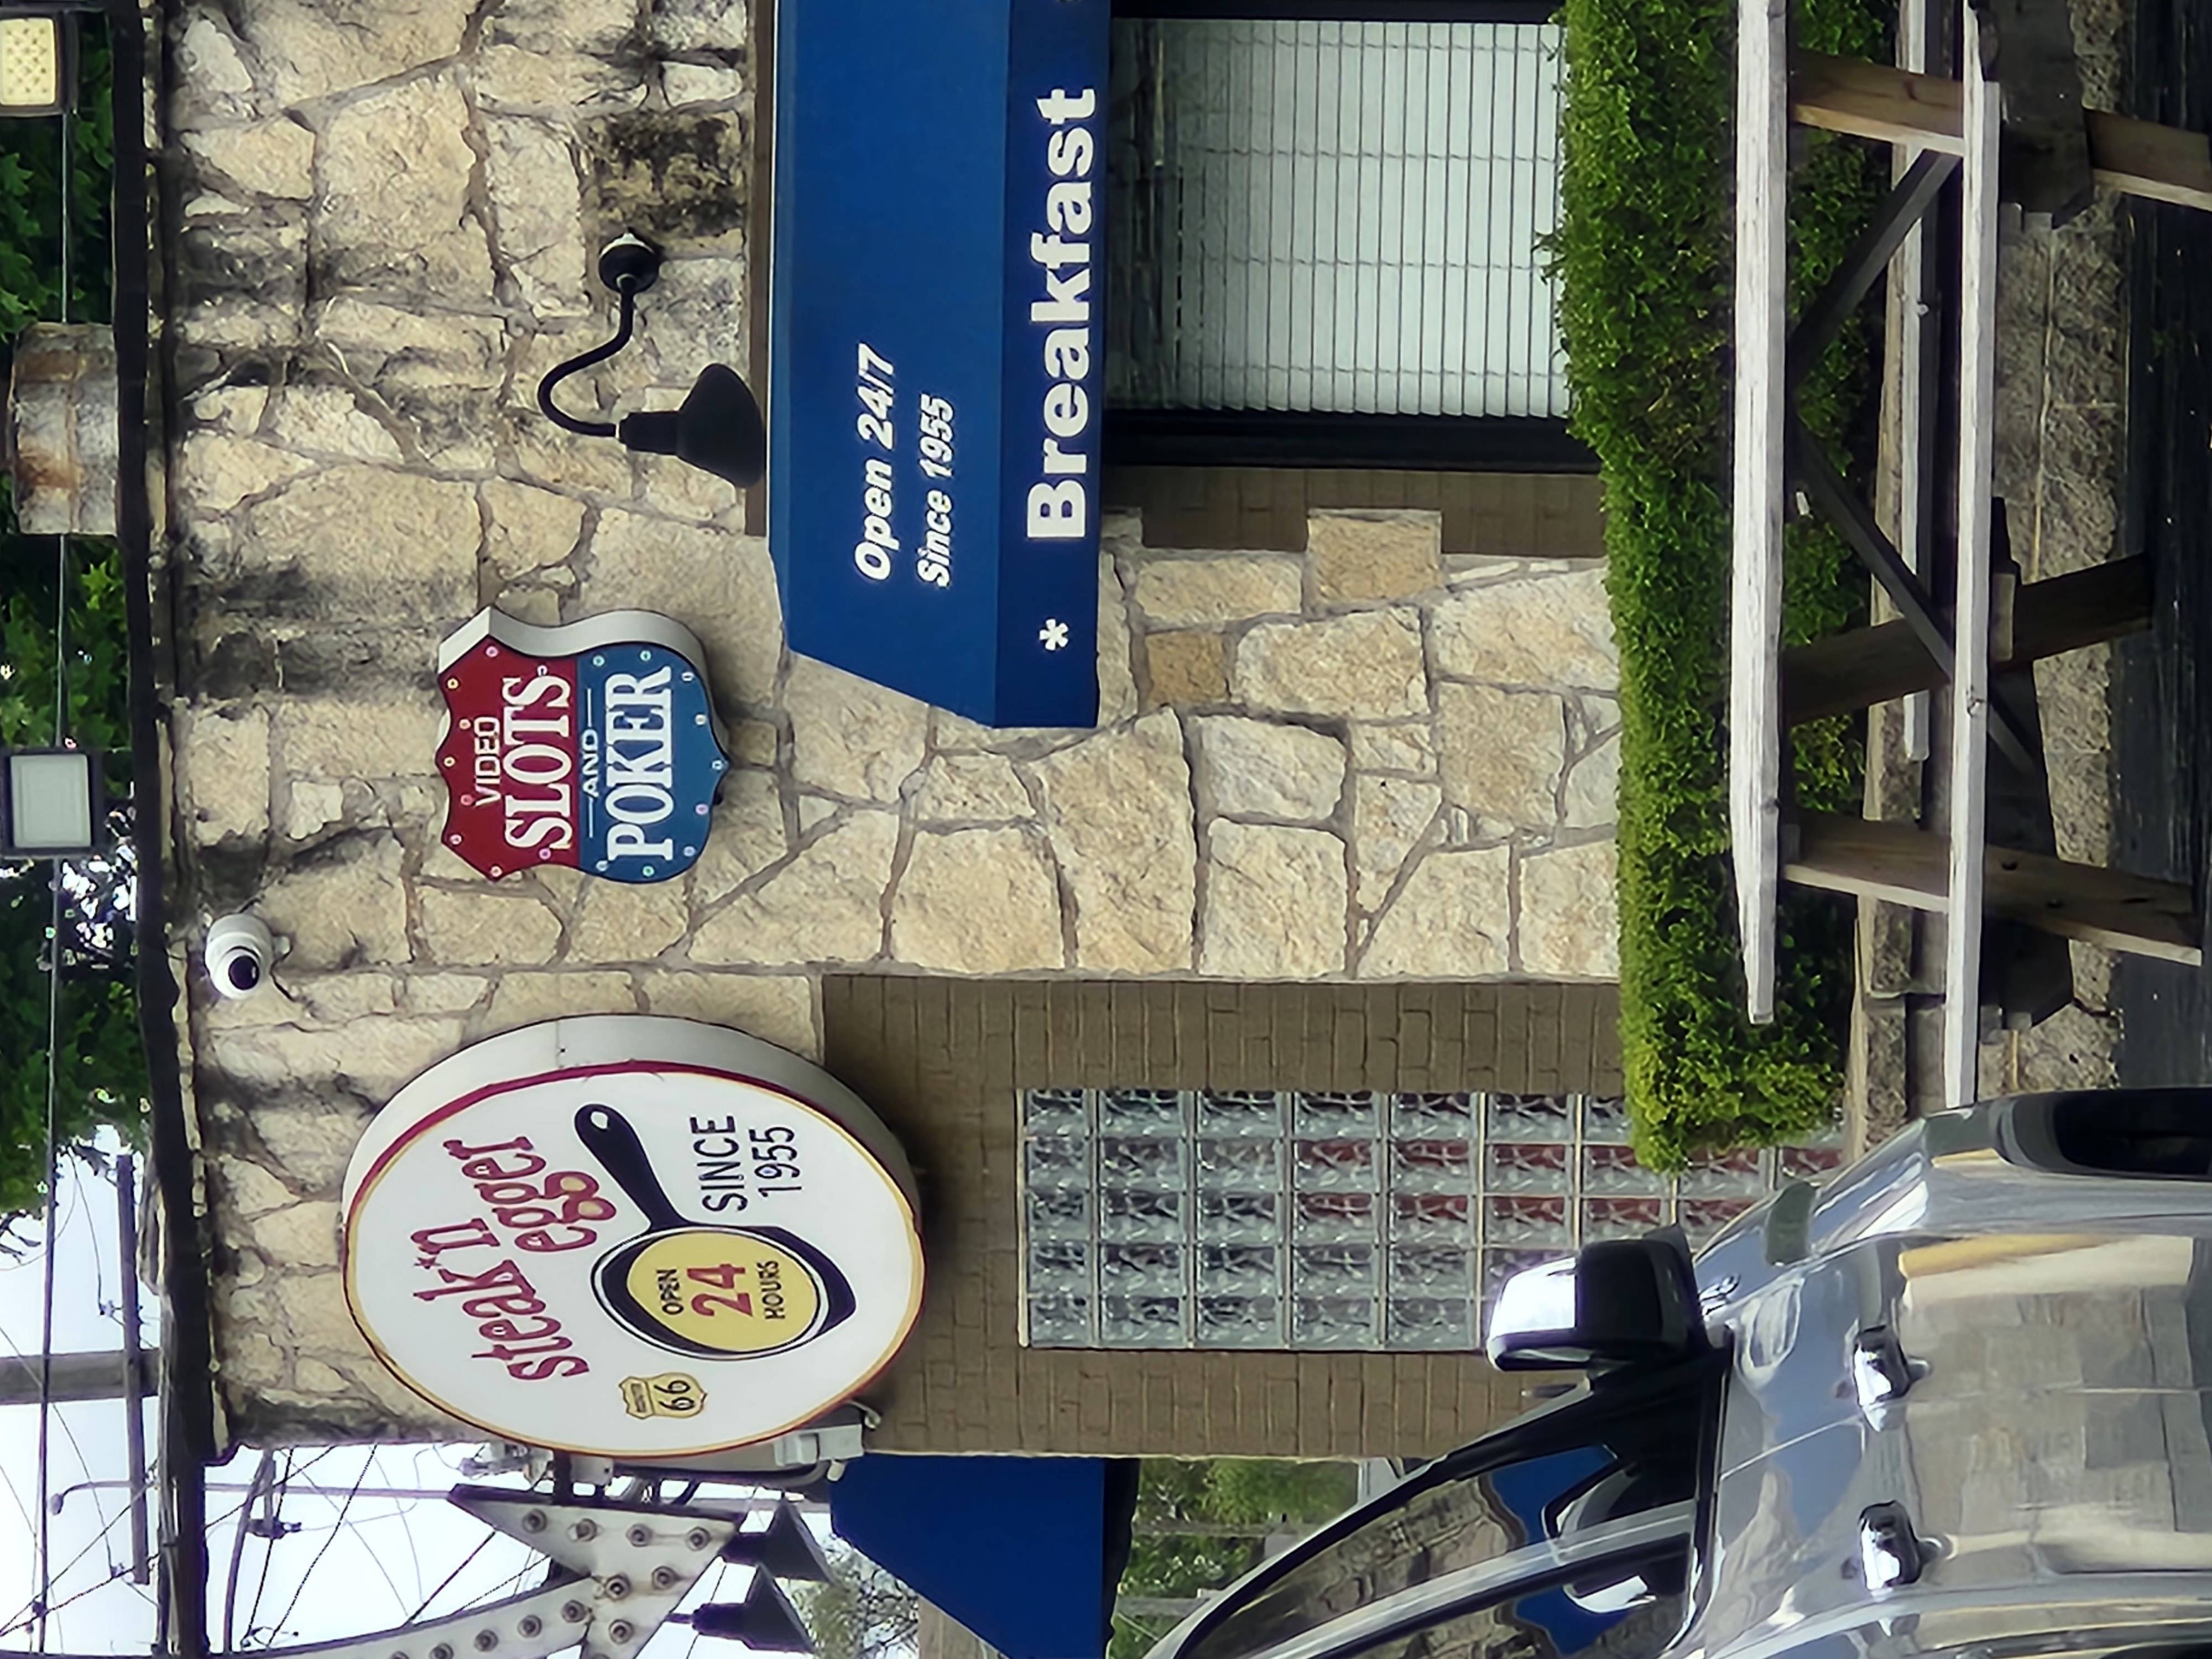 steak 'n
egger
SINCE
1955
OPEN
24
HOURS
66
VIDEO
SLOTS
AND
POKER
Open 24/7
Since 1955
* Breakfast